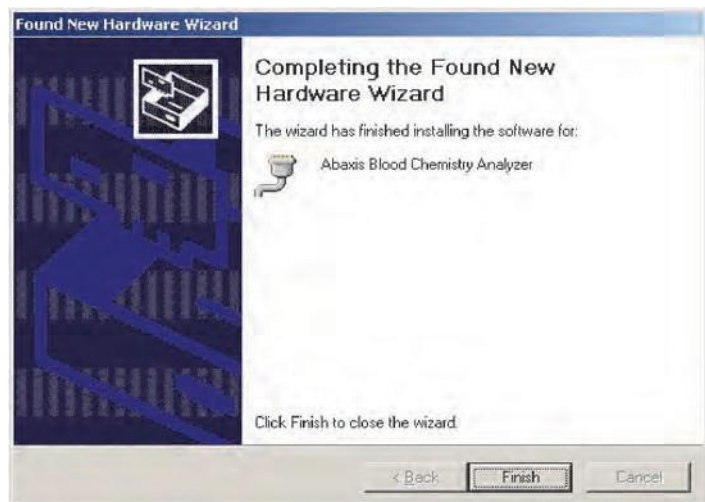 Found New Hardware Wizard
Completing the Found New
Hardware Wizard
The wizard has finished installing the software for:
Abaxis Blood Chemistry Analyzer
Click Finish to close the wizard.
< Back
Finish
Cancel